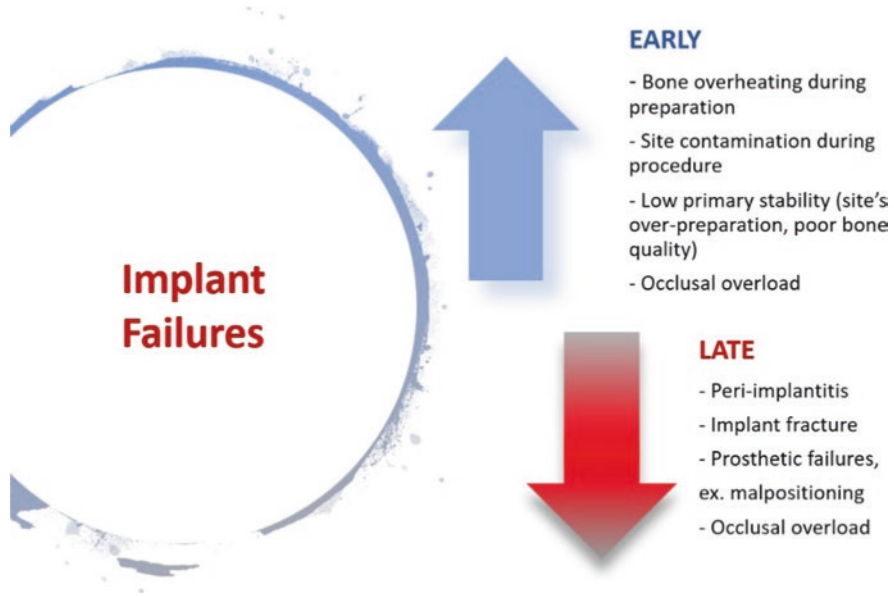 Implant
Failures
EARLY
- Bone overheating during
preparation
- Site contamination during
procedure
- Low primary stability (site's
over-preparation, poor bone
quality)
- Occlusal overload
LATE
- Peri-implantitis
- Implant fracture
- Prosthetic failures,
ex. malpositioning
- Occlusal overload